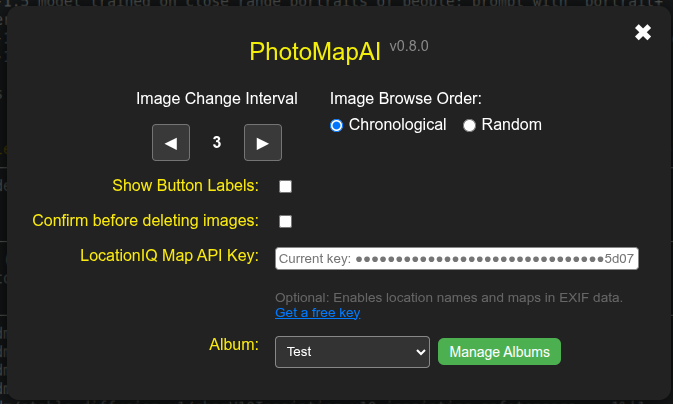 -1.5 model trained on close range portraits of people; prompt with "portrait+
✖
PhotoMapAI v0.8.0
Image Change Interval
Image Browse Order:
◀ 3 ▶
Chronological Random
Show Button Labels:
Confirm before deleting images:
LocationIQ Map API Key: Current key: ●●●●●●●●●●●●●●●●●●●●●●●●●●●●●●●5d07
Optional: Enables location names and maps in EXIF data.
Get a free key
Album: Test Manage Albums